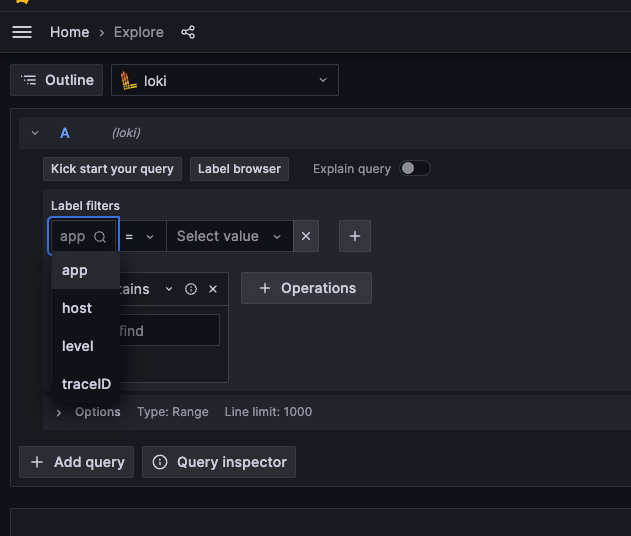 Home › Explore
Outline
loki
A (loki)
Kick start your query Label browser Explain query
Label filters
app = Select value
app
host
level
traceID
tains
Operations
find
Options Type: Range Line limit: 1000
Add query Query inspector